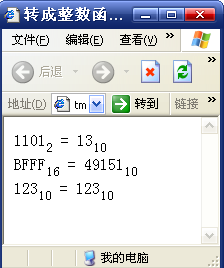 转成整数函...
文件(F) 编辑(E) 查看(V) »
后退
地址(D) tm 转到 链接 »
1101₂ = 13₁₀
BFFF₁₆ = 49151₁₀
123₁₀ = 123₁₀
我的电脑